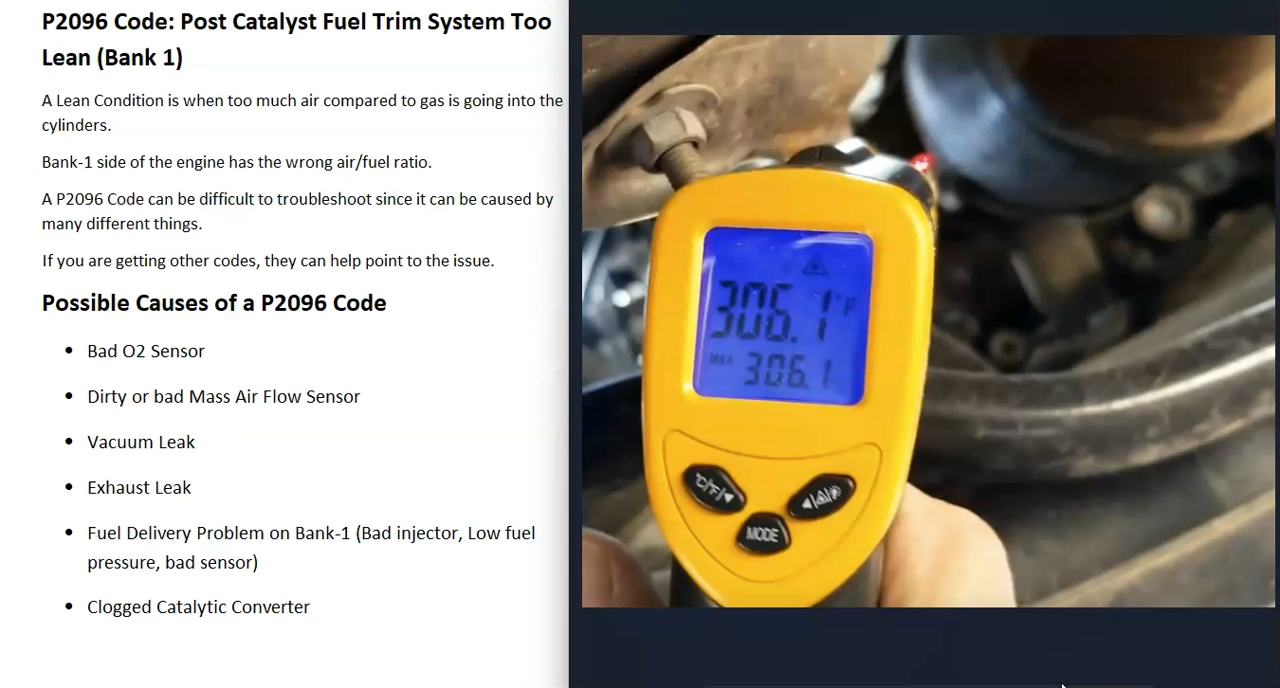 P2096 Code: Post Catalyst Fuel Trim System Too
Lean (Bank 1)
A Lean Condition is when too much air compared to gas is going into the
cylinders.
Bank-1 side of the engine has the wrong air/fuel ratio.
A P2096 Code can be difficult to troubleshoot since it can be caused by
many different things.
If you are getting other codes, they can help point to the issue.
Possible Causes of a P2096 Code
• Bad O2 Sensor
• Dirty or bad Mass Air Flow Sensor
• Vacuum Leak
• Exhaust Leak
• Fuel Delivery Problem on Bank-1 (Bad injector, Low fuel
pressure, bad sensor)
• Clogged Catalytic Converter
306.1°F
MAX 306.1
°C/°F/◀
MODE